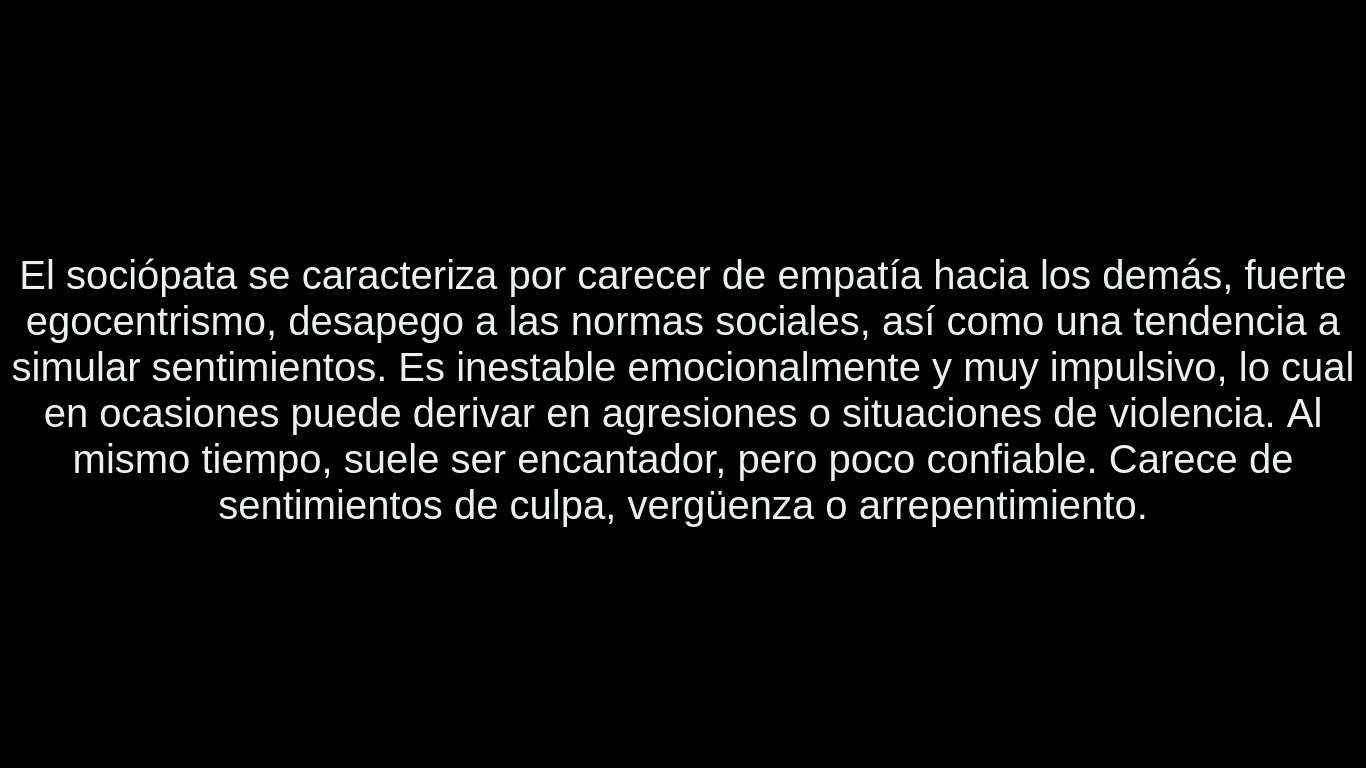 El sociópata se caracteriza por carecer de empatía hacia los demás, fuerte
egocentrismo, desapego a las normas sociales, así como una tendencia a
simular sentimientos. Es inestable emocionalmente y muy impulsivo, lo cual
en ocasiones puede derivar en agresiones o situaciones de violencia. Al
mismo tiempo, suele ser encantador, pero poco confiable. Carece de
sentimientos de culpa, vergüenza o arrepentimiento.